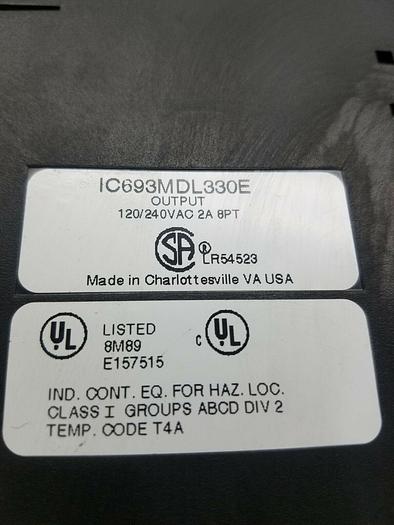 IC693MDL330E
OUTPUT
120/240VAC 2A 8PT
SA ® LR54523
Made in Charlottesville VA USA
UL LISTED C UL
8M89
E157515
IND. CONT. EQ. FOR HAZ. LOC.
CLASS I GROUPS ABCD DIV 2
TEMP. CODE T4A